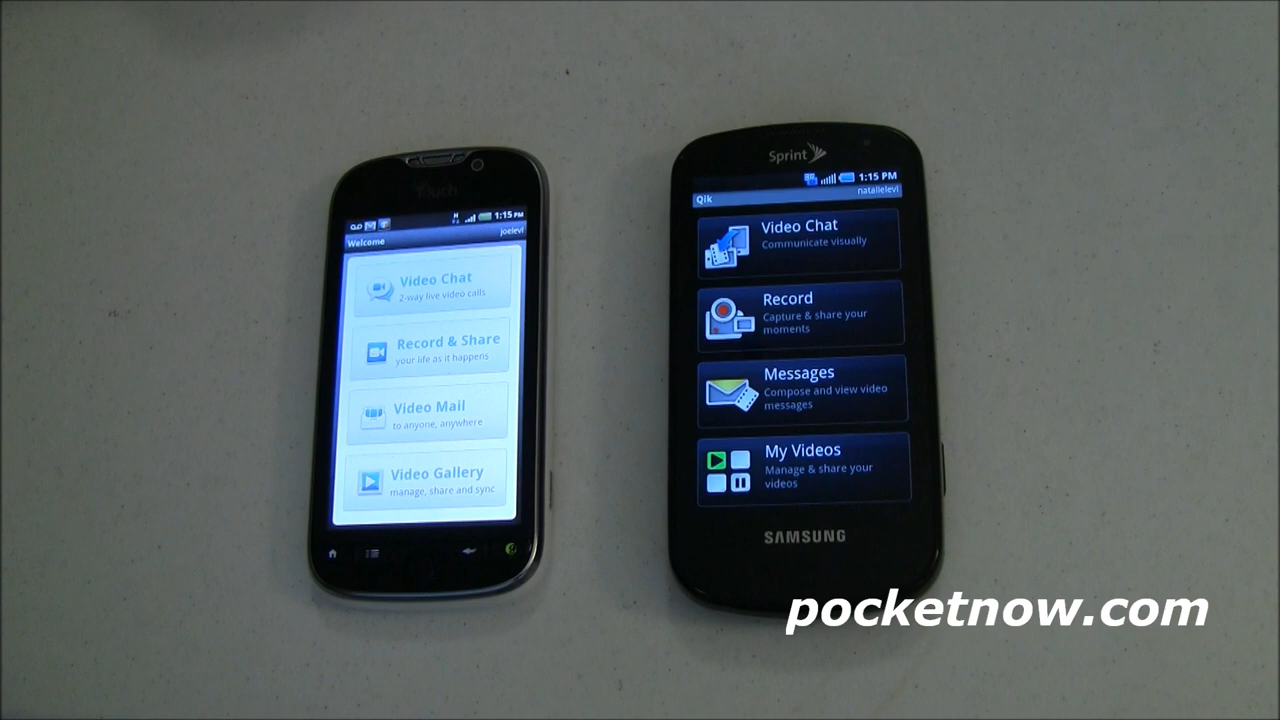 1:15 PM
Welcome
joelevi
Video Chat
2-way live video calls
Record & Share
your life as it happens
Video Mail
to anyone, anywhere
Video Gallery
manage, share and sync
Sprint
1:15 PM
Qik
natalielevi
Video Chat
Communicate visually
Record
Capture & share your
moments
Messages
Compose and view video
messages
My Videos
Manage & share your
videos
SAMSUNG
pocketnow.com